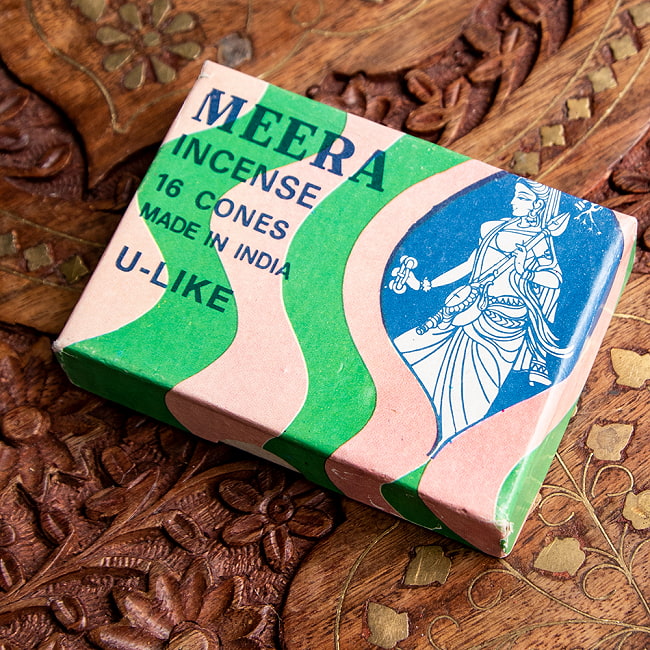 MEERA
INCENSE
16 CONES
MADE IN INDIA
U-LIKE